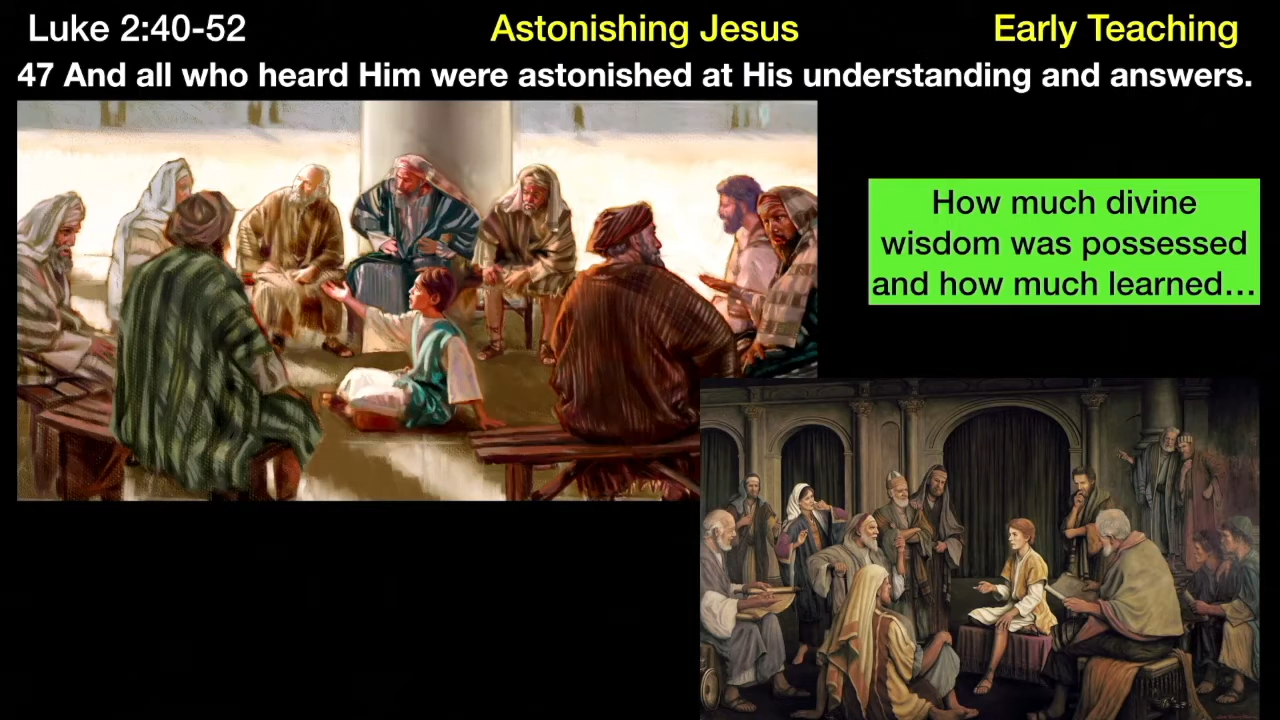 Luke 2:40-52 Astonishing Jesus Early Teaching
47 And all who heard Him were astonished at His understanding and answers.
How much divine
wisdom was possessed
and how much learned…